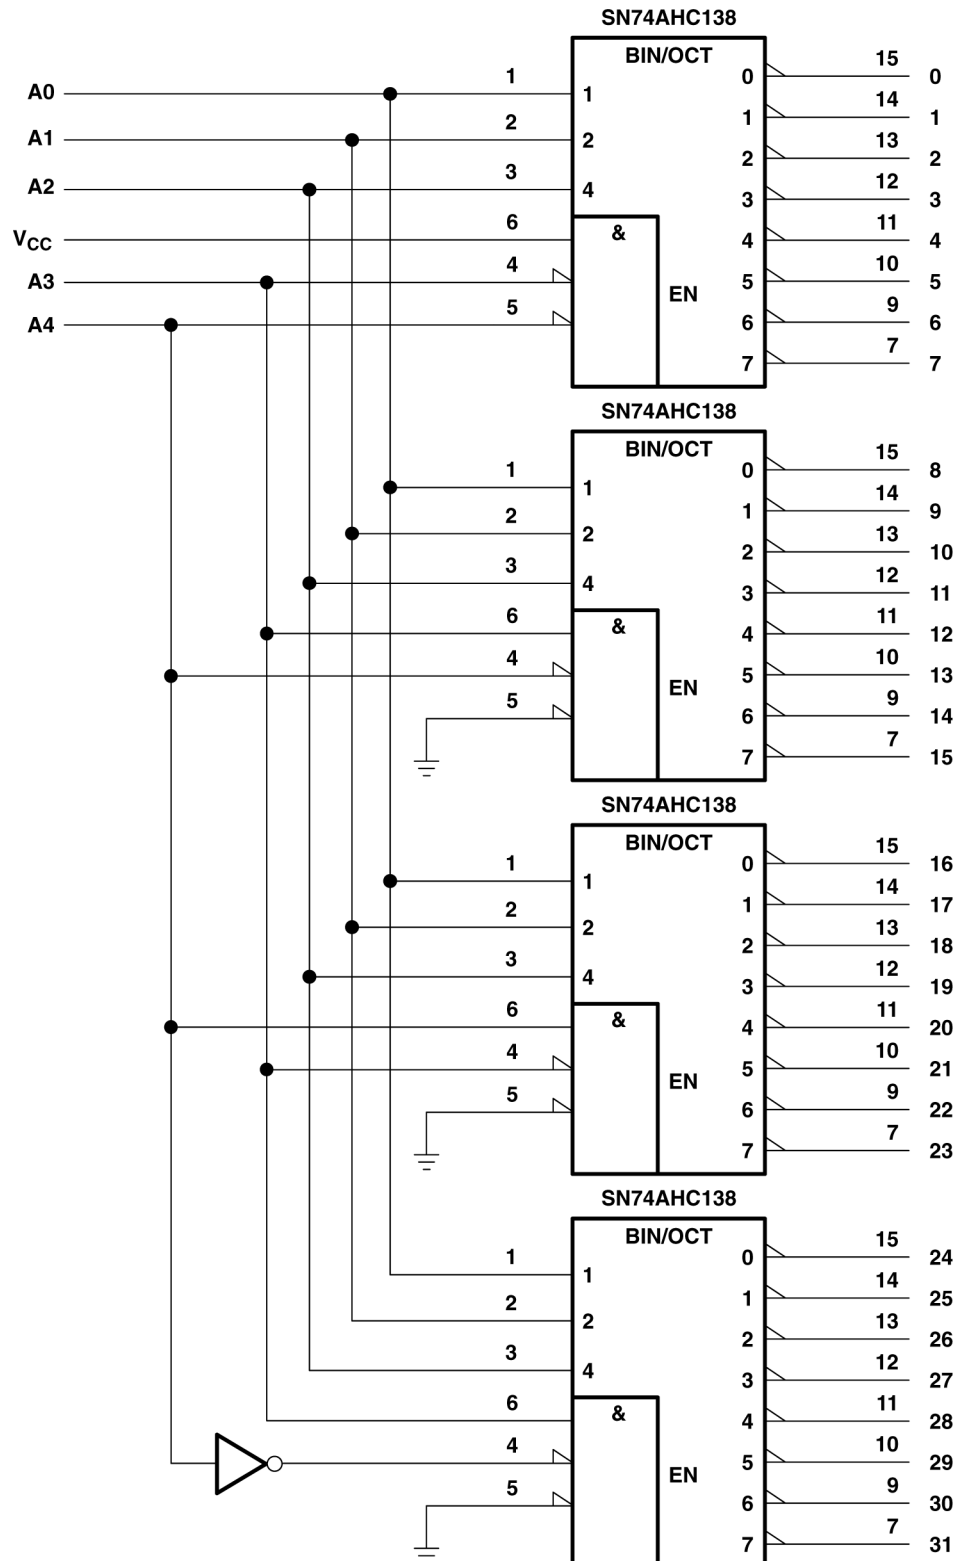 SN74AHC138
BIN/OCT
0 15 0
A0 1 1
1 14 1
A1 2 2
2 13 2
A2 3 4
3 12 3
VCC 6 & 4 11 4
A3 4
5 10 5
EN
A4 5
6 9 6
7 7 7
SN74AHC138
BIN/OCT
0 15 8
1 1
1 14 9
2 2
2 13 10
3 4
3 12 11
6 & 4 11 12
4
5 10 13
EN
5
6 9 14
7 7 15
SN74AHC138
BIN/OCT
0 15 16
1 1
1 14 17
2 2
2 13 18
3 4
3 12 19
6 & 4 11 20
4
5 10 21
EN
5
6 9 22
7 7 23
SN74AHC138
BIN/OCT
0 15 24
1 1
1 14 25
2 2
2 13 26
3 4
3 12 27
6 & 4 11 28
4
5 10 29
EN
5
6 9 30
7 7 31